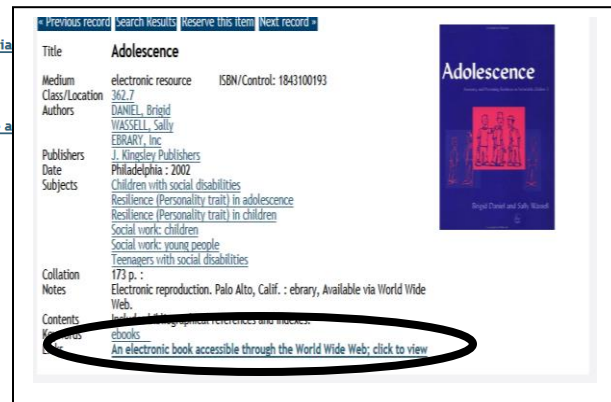 « Previous record Search Results Reserve this item Next record »
Title Adolescence
Medium electronic resource ISBN/Control: 1843100193
Class/Location 362.7
Authors DANIEL, Brigid
WASSELL, Sally
EBRARY, Inc
Publishers J. Kingsley Publishers
Date Philadelphia : 2002
Subjects Children with social disabilities
Resilience (Personality trait) in adolescence
Resilience (Personality trait) in children
Social work: children
Social work: young people
Teenagers with social disabilities
Collation 173 p. :
Notes Electronic reproduction. Palo Alto, Calif. : ebrary, Available via World Wide
Web.
Contents bibliographical references and indexes.
ebooks
An electronic book accessible through the World Wide Web; click to view
Adolescence
Brigid Daniel and Sally Wassell
ia
a